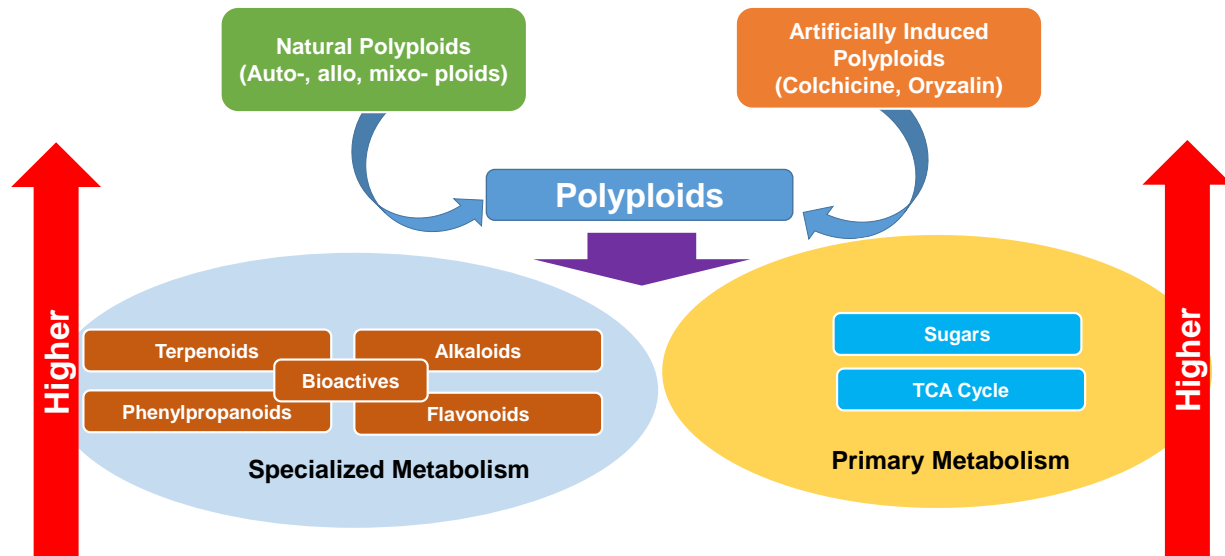 Natural Polyploids
(Auto-, allo, mixo- ploids)
Artificially Induced
Polyploids
(Colchicine, Oryzalin)
Polyploids
Higher
Terpenoids
Alkaloids
Bioactives
Phenylpropanoids
Flavonoids
Specialized Metabolism
Sugars
TCA Cycle
Primary Metabolism
Higher